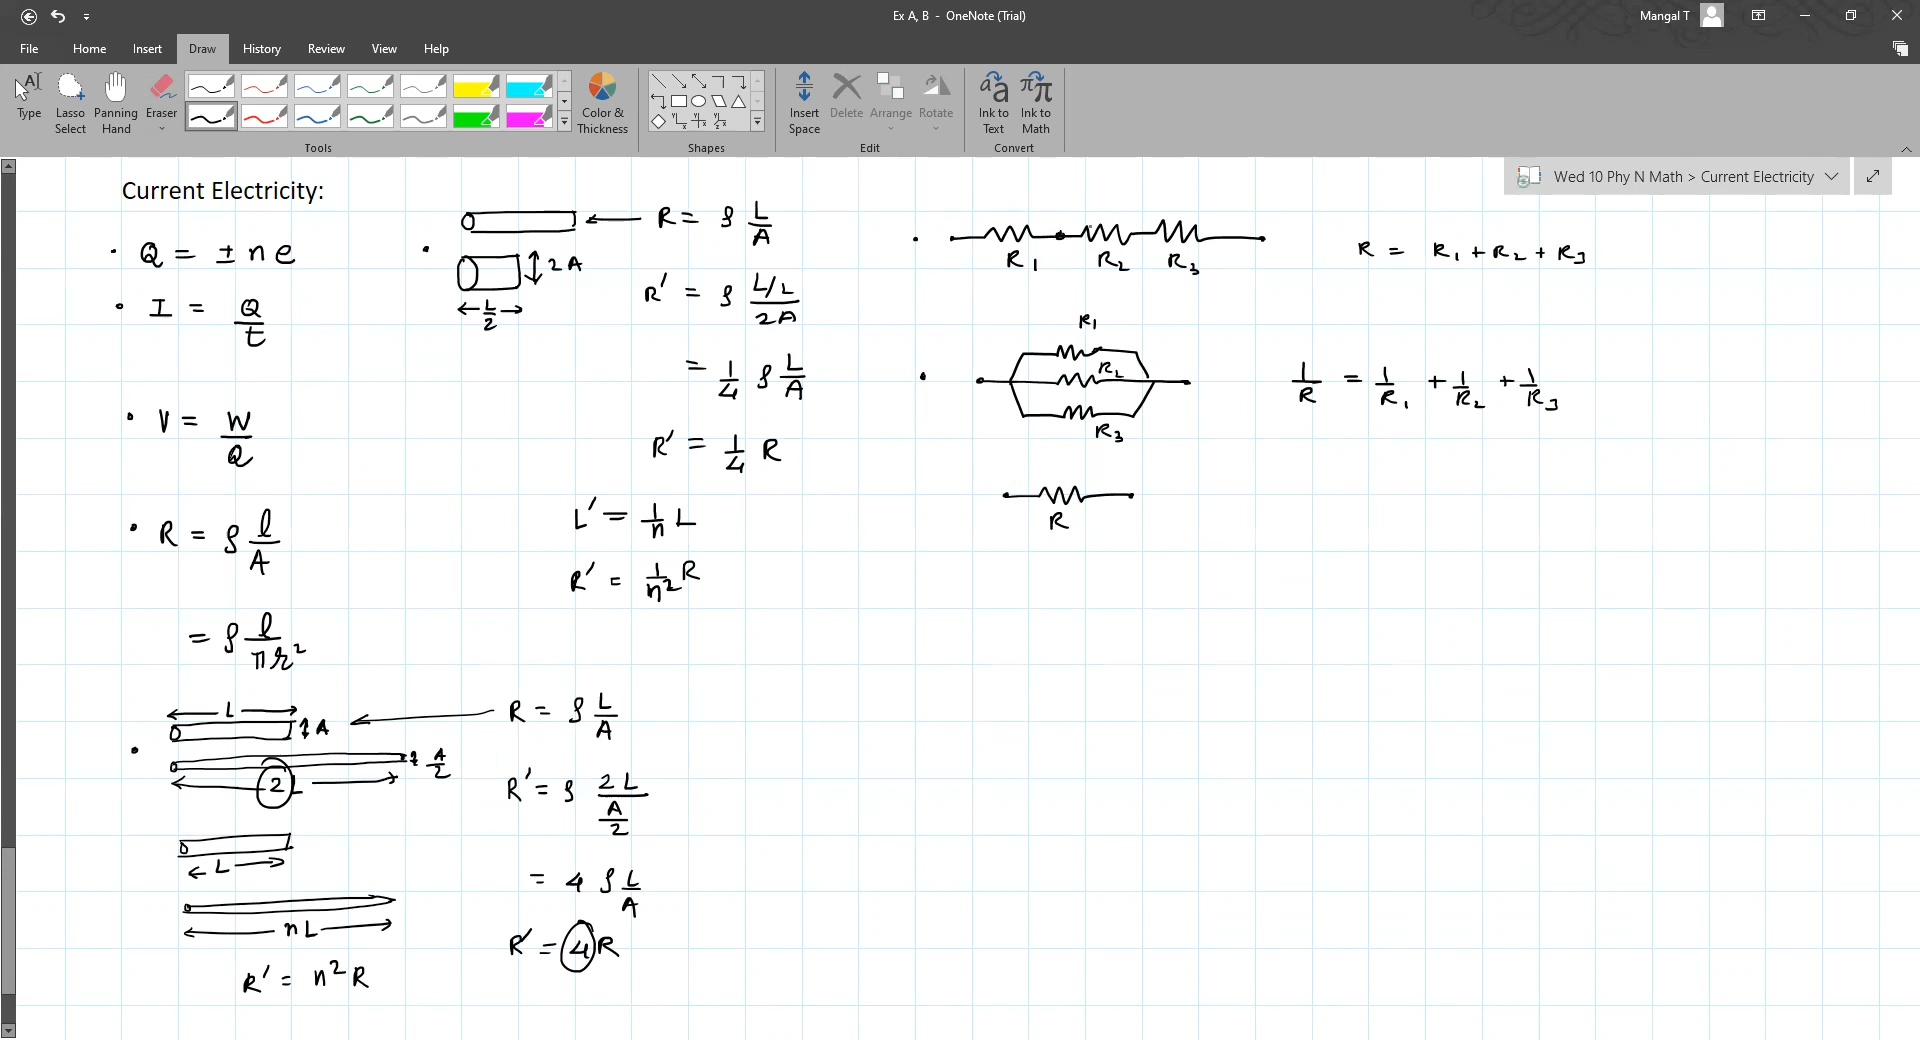 Ex A, B - OneNote (Trial)
Mangal T
File Home Insert Draw History Review View Help
Type
Lasso Select
Panning Hand
Eraser
Color & Thickness
Insert Space
Delete
Arrange
Rotate
Ink to Text
Ink to Math
Tools
Shapes
Edit
Convert
Wed 10 Phy N Math > Current Electricity
Current Electricity:
Q = ± n e
I = Q/t
V = W/Q
R = ρ l/A
= ρ l/πr²
L
A
A/2
2L
L
nL
R' = n² R
2A
L/2
R = ρ L/A
R' = ρ (L/2)/2A
= 1/4 ρ L/A
R' = 1/4 R
L' = 1/n L
R' = 1/n² R
R = ρ L/A
R' = ρ 2L/(A/2)
= 4 ρ L/A
R' = 4 R
R₁ R₂ R₃
R = R₁ + R₂ + R₃
R₁
R₂
R₃
1/R = 1/R₁ + 1/R₂ + 1/R₃
R